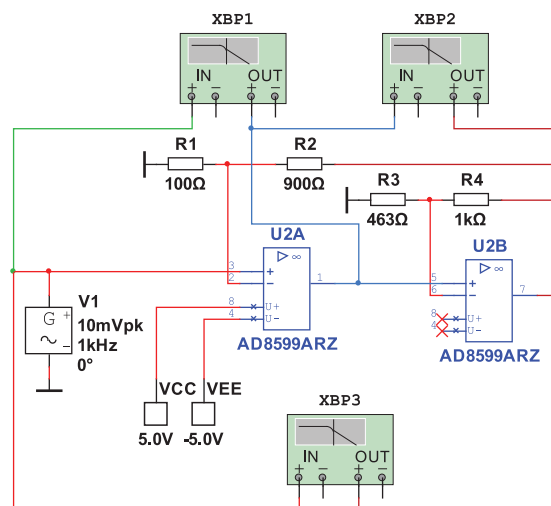 XBP1
XBP2
IN OUT
+ − + −
IN OUT
+ − + −
R1
R2
100Ω
900Ω
R3
R4
463Ω
1kΩ
U2A
U2B
3 + ▷ ∞ 1
2 −
8 U+
4 U−
AD8599ARZ
5 + ▷ ∞ 7
6 −
8 U+
4 U−
AD8599ARZ
V1
G + −
10mVpk
1kHz
0°
VCC
VEE
5.0V
-5.0V
XBP3
IN OUT
+ − + −